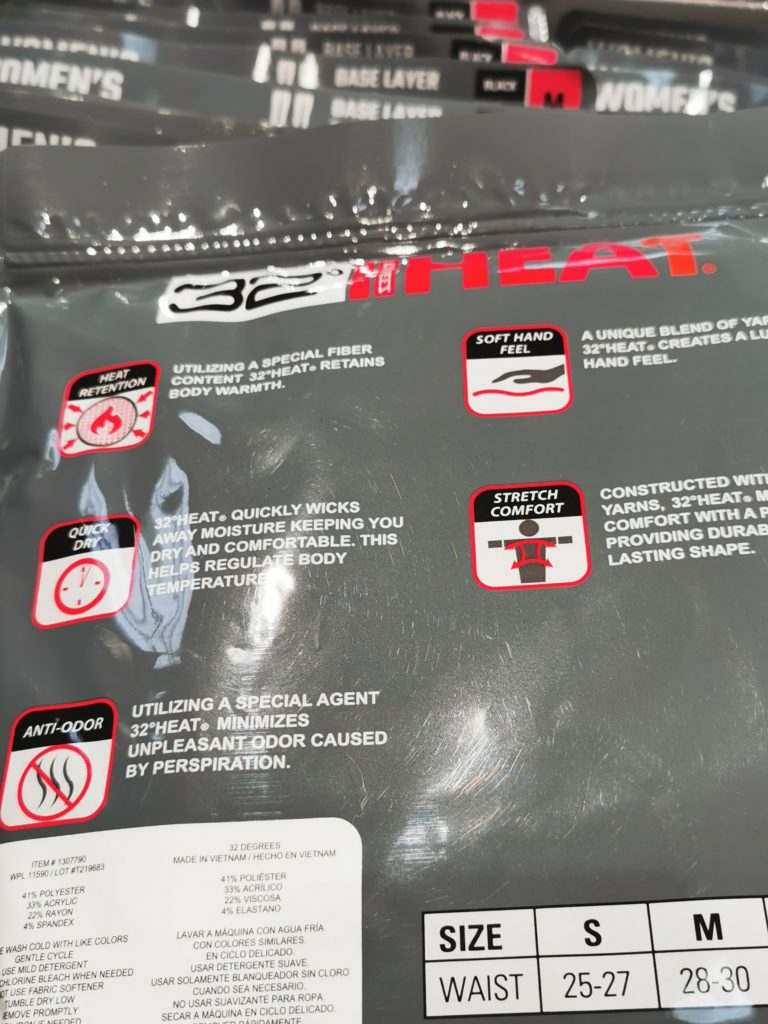 WOMEN'S
BASE LAYER
BLACK
M
WOMEN'S
BASE LAYER
32° HEAT®
HEAT
RETENTION
UTILIZING A SPECIAL FIBER
CONTENT 32°HEAT® RETAINS
BODY WARMTH.
SOFT HAND
FEEL
A UNIQUE BLEND OF
32°HEAT® CREATES A
HAND FEEL.
QUICK
DRY
32°HEAT® QUICKLY WICKS
AWAY MOISTURE KEEPING YOU
DRY AND COMFORTABLE. THIS
HELPS REGULATE BODY
TEMPERATURE
STRETCH
COMFORT
CONSTRUCTED
YARNS, 32°HEAT®
COMFORT WITH A
PROVIDING
LASTING SHAPE.
ANTI-ODOR
UTILIZING A SPECIAL AGENT
32°HEAT® MINIMIZES
UNPLEASANT ODOR CAUSED
BY PERSPIRATION.
ITEM # 1307790
WPL 11590 / LOT #T219683
41% POLYESTER
33% ACRYLIC
22% RAYON
4% SPANDEX
WASH COLD WITH LIKE COLORS
GENTLE CYCLE
USE MILD DETERGENT
CHLORINE BLEACH WHEN NEEDED
USE FABRIC SOFTENER
TUMBLE DRY LOW
REMOVE PROMPTLY
IF NEEDED
32 DEGREES
MADE IN VIETNAM / HECHO EN VIETNAM
41% POLIÉSTER
33% ACRÍLICO
22% VISCOSA
4% ELASTANO
LAVAR A MÁQUINA CON AGUA FRÍA
CON COLORES SIMILARES.
EN CICLO DELICADO.
USAR DETERGENTE SUAVE.
USAR SOLAMENTE BLANQUEADOR SIN CLORO
CUANDO SEA NECESARIO.
NO USAR SUAVIZANTE PARA ROPA.
SECAR A MÁQUINA EN CICLO DELICADO.
REMOVER RÁPIDAMENTE
SIZE S M
WAIST 25-27 28-30